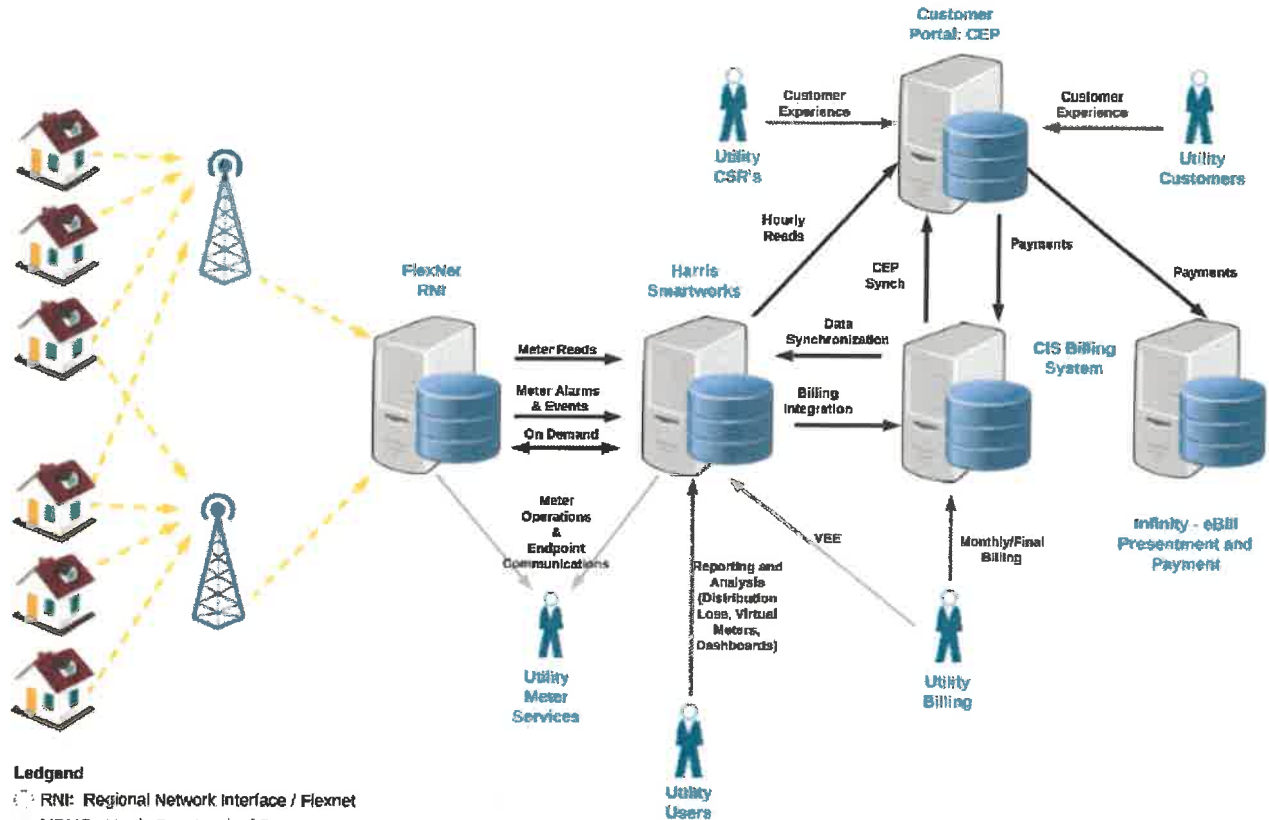 Customer
Portal: CEP
Customer
Experience
Customer
Experience
Utility
CSR's
Utility
Customers
Hourly
Reads
CEP
Synch
Payments
Payments
FlexNet
RNI
Harris
Smartworks
Data
Synchronization
CIS Billing
System
Meter Reads
Meter Alarms
& Events
On Demand
Billing
Integration
Meter
Operations
&
Endpoint
Communications
Reporting and
Analysis
(Distribution
Loss, Virtual
Meters,
Dashboards)
VEE
Monthly/Final
Billing
Infinity - eBill
Presentment and
Payment
Utility
Meter
Services
Utility
Billing
Utility
Users
Ledgand
RNI: Regional Network Interface / Flexnet